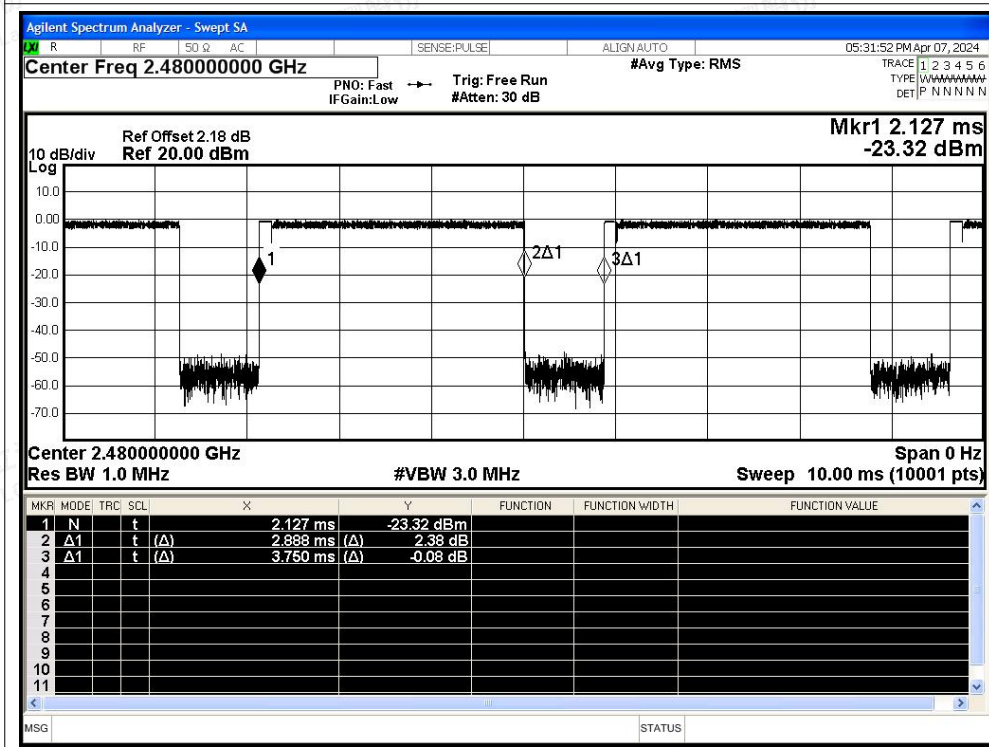 Agilent Spectrum Analyzer - Swept SA
LXI R RF 50 Ω AC SENSE:PULSE ALIGN AUTO 05:31:52 PM Apr 07, 2024
Center Freq 2.480000000 GHz #Avg Type: RMS TRACE 1 2 3 4 5 6
PNO: Fast Trig: Free Run TYPE
IFGain:Low #Atten: 30 dB DET P N N N N N
Mkr1 2.127 ms
-23.32 dBm
Ref Offset 2.18 dB
10 dB/div Ref 20.00 dBm
Log
10.0
0.00
-10.0
-20.0
-30.0
-40.0
-50.0
-60.0
-70.0
1
2Δ1
3Δ1
Center 2.480000000 GHz Span 0 Hz
Res BW 1.0 MHz #VBW 3.0 MHz Sweep 10.00 ms (10001 pts)
MKR MODE TRC SCL X Y FUNCTION FUNCTION WIDTH FUNCTION VALUE
1 N t 2.127 ms -23.32 dBm
2 Δ1 t (Δ) 2.888 ms (Δ) 2.38 dB
3 Δ1 t (Δ) 3.750 ms (Δ) -0.08 dB
4
5
6
7
8
9
10
11
MSG STATUS